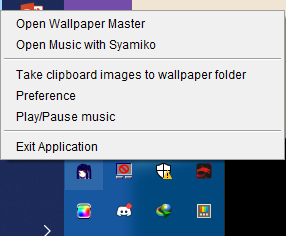 Open Wallpaper Master
Open Music with Syamiko
Take clipboard images to wallpaper folder
Preference
Play/Pause music
Exit Application